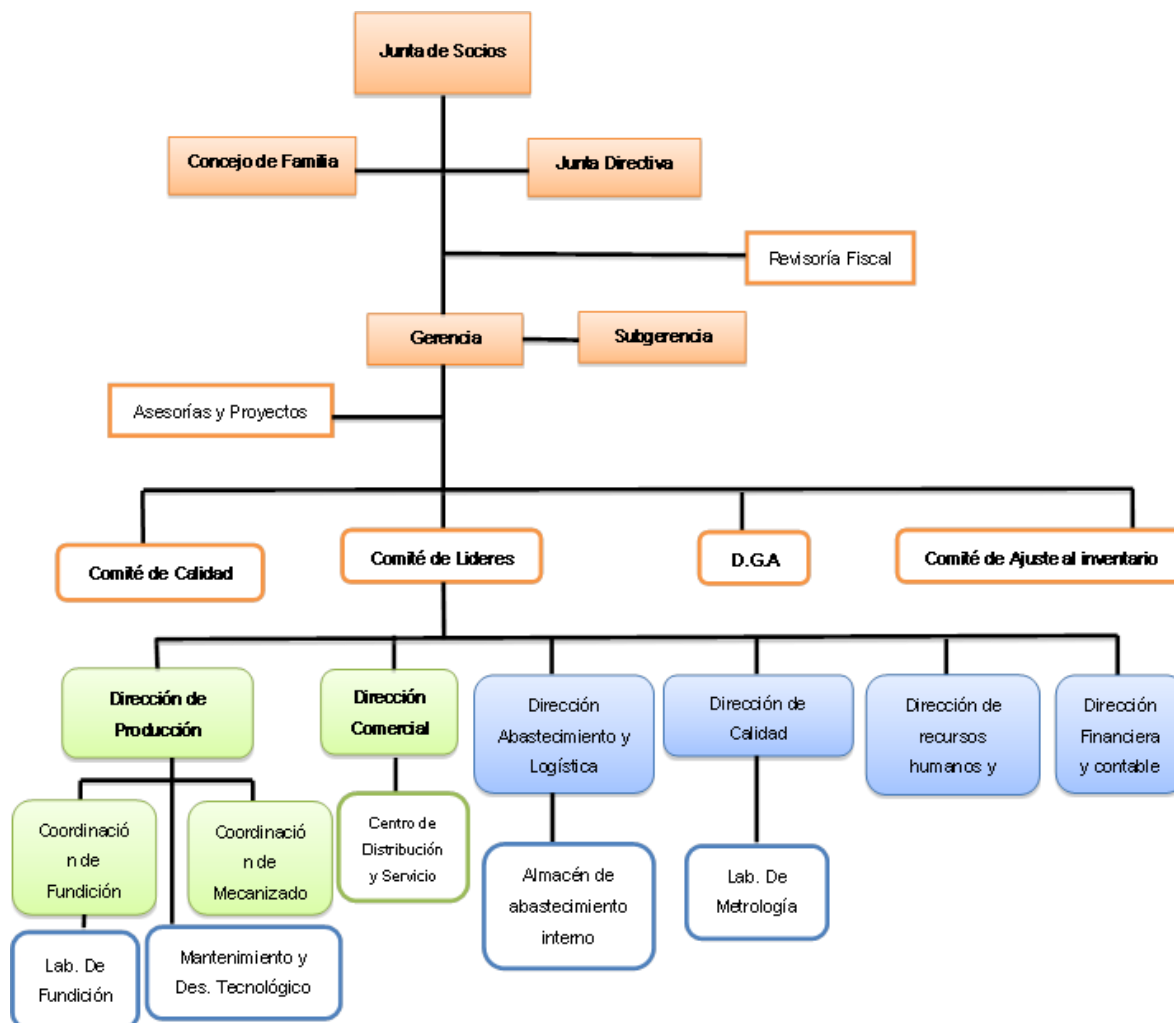 Junta de Socios
Concejo de Familia
Junta Directiva
Revisoría Fiscal
Gerencia
Subgerencia
Asesorías y Proyectos
Comité de Calidad
Comité de Lideres
D.G.A
Comité de Ajuste al inventario
Dirección de
Producción
Dirección
Comercial
Dirección
Abastecimiento y
Logística
Dirección de
Calidad
Dirección de
recursos
humanos y
Dirección
Financiera
y contable
Coordinació
n de
Fundición
Coordinació
n de
Mecanizado
Centro de
Distribución
y Servicio
Almacén de
abastecimiento
interno
Lab. De
Metrología
Lab. De
Fundición
Mantenimiento y
Des. Tecnológico